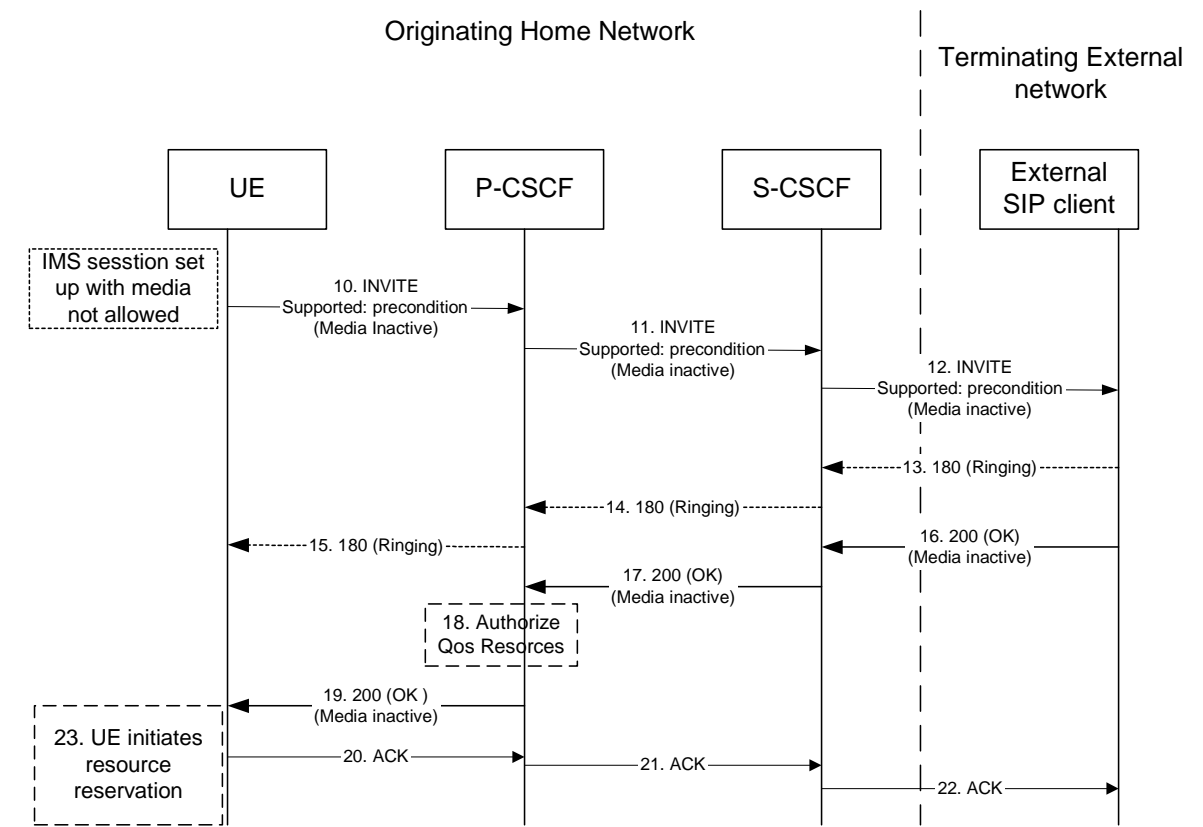 Originating Home Network
Terminating External
network
UE
P-CSCF
S-CSCF
External
SIP client
IMS sesstion set
up with media
not allowed
10. INVITE
Supported: precondition
(Media Inactive)
11. INVITE
Supported: precondition
(Media inactive)
12. INVITE
Supported: precondition
(Media inactive)
13. 180 (Ringing)
14. 180 (Ringing)
15. 180 (Ringing)
16. 200 (OK)
(Media inactive)
17. 200 (OK)
(Media inactive)
18. Authorize
Qos Resorces
19. 200 (OK )
(Media inactive)
23. UE initiates
resource
reservation
20. ACK
21. ACK
22. ACK